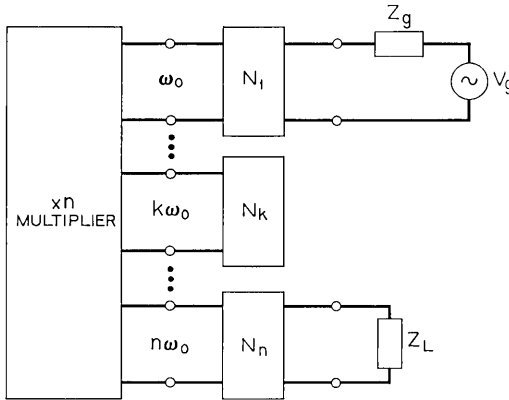 Z_g
ω₀
N₁
V_g
xn
MULTIPLIER
kω₀
N_k
nω₀
N_n
Z_L